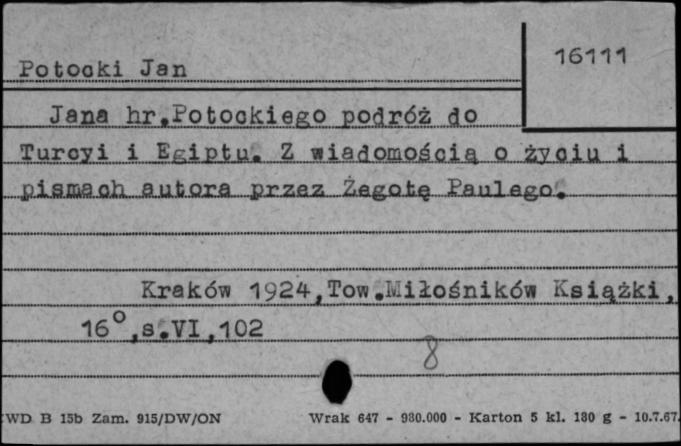 16111
Potocki Jan
Jana hr.Potockiego podróż do
Turcyi i Egiptu. Z wiadomością o życiu i
pismach autora przez Żegotę Paulego.
Kraków 1924,Tow.Miłośników Książki,
16°,s.VI,102
8
WD B 15b Zam. 915/DW/ON Wrak 647 - 980.000 - Karton 5 kl. 180 g - 10.7.67.